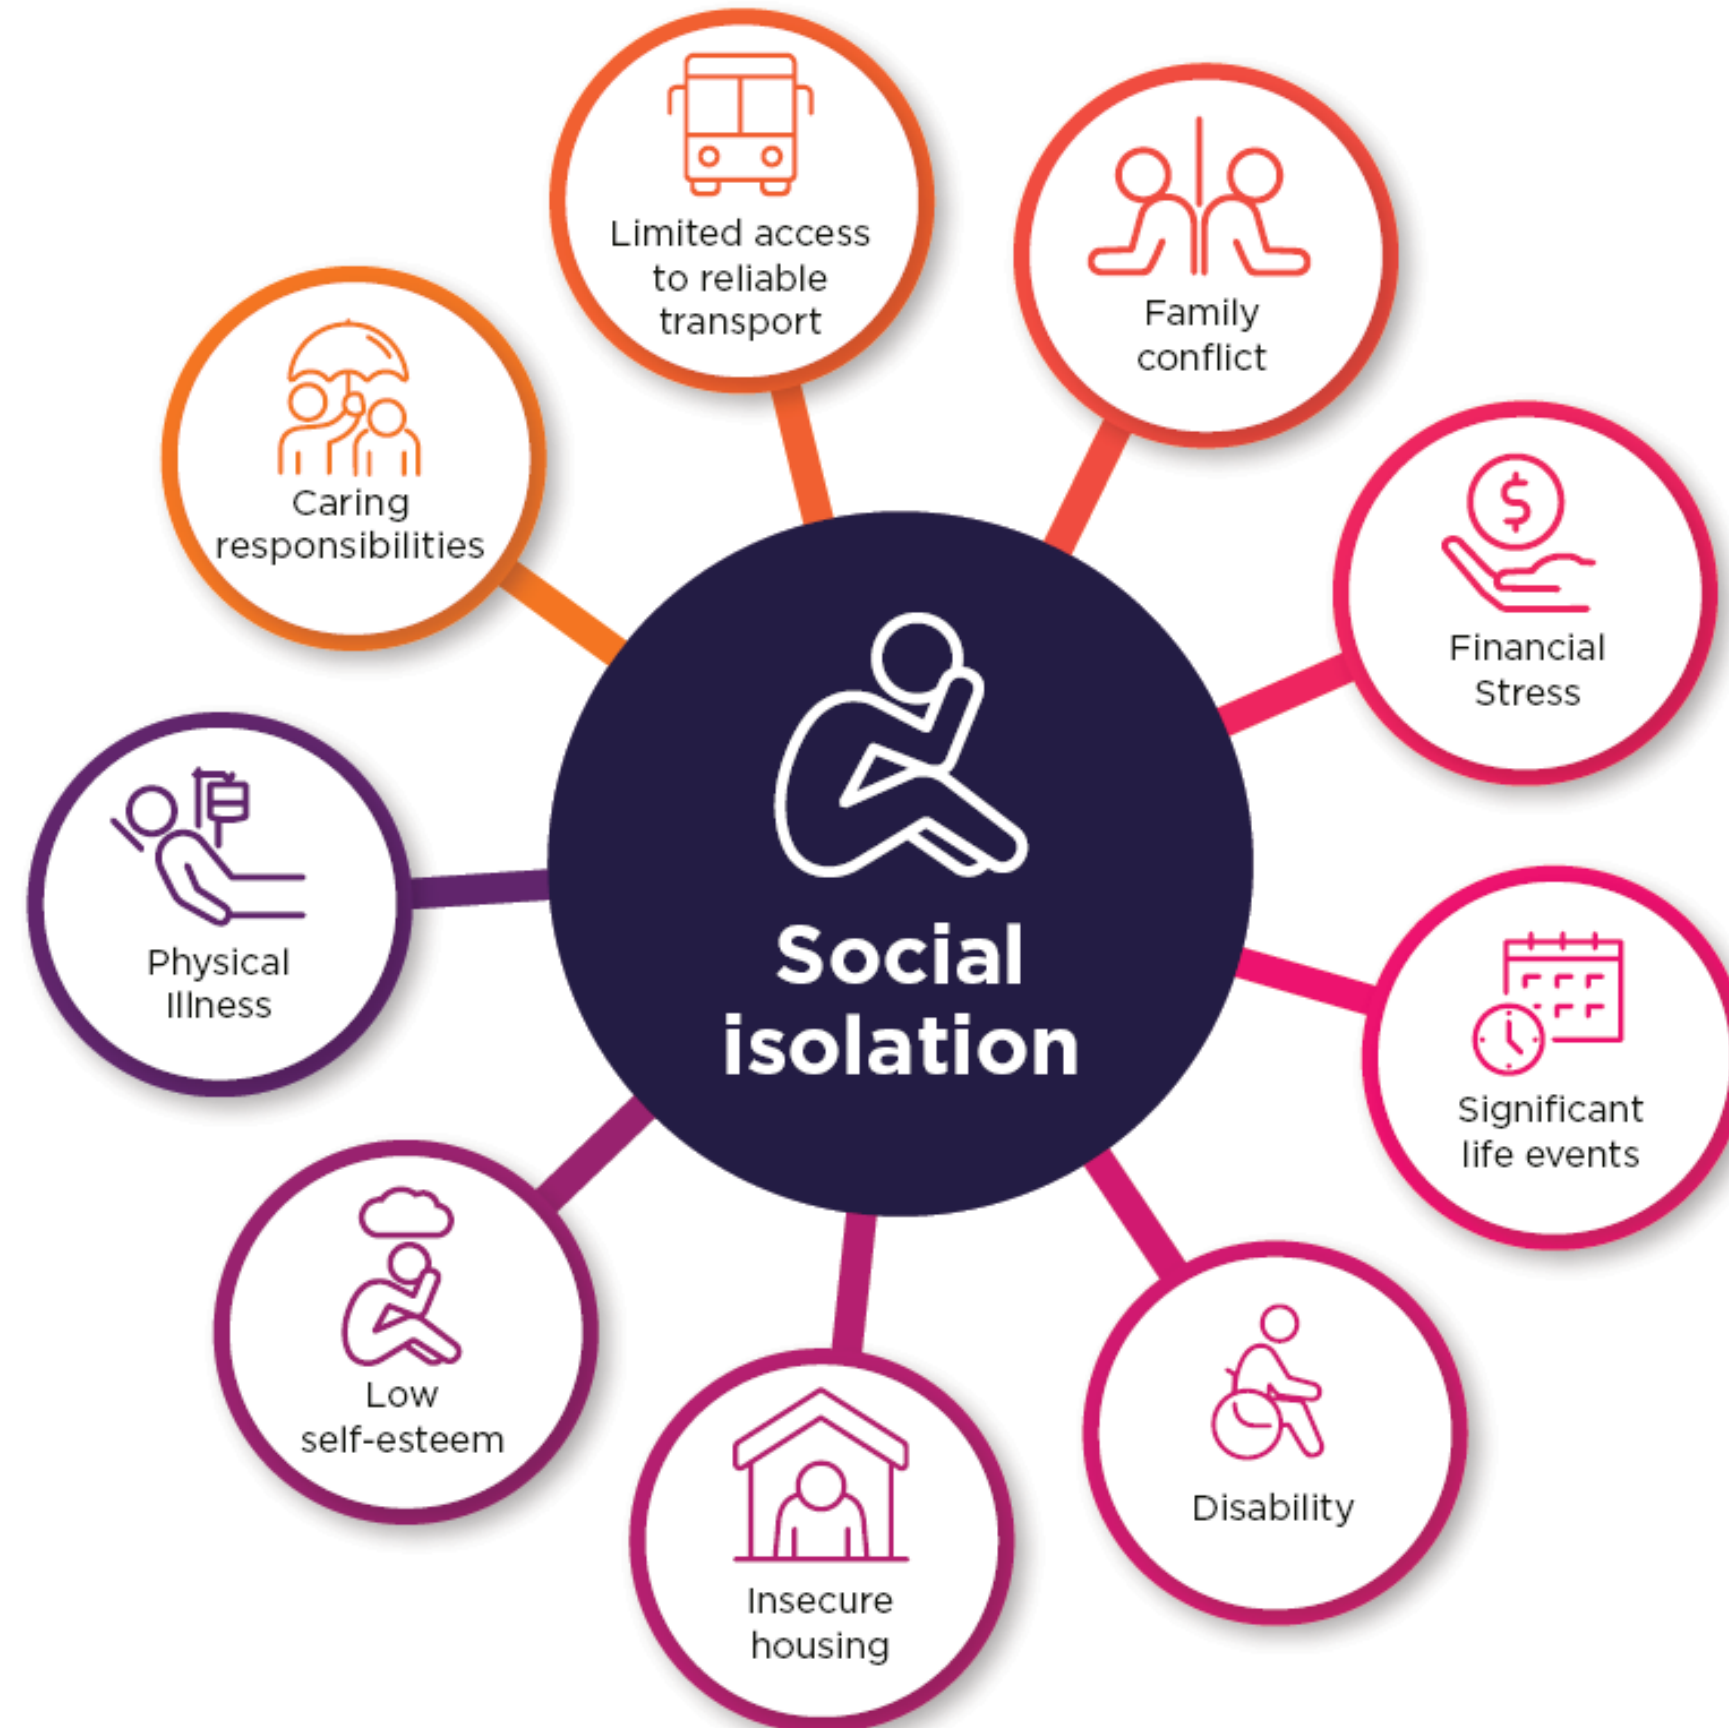 Limited access
to reliable
transport
Family
conflict
Caring
responsibilities
Financial
Stress
Social
isolation
Physical
Illness
Significant
life events
Low
self-esteem
Disability
Insecure
housing
$